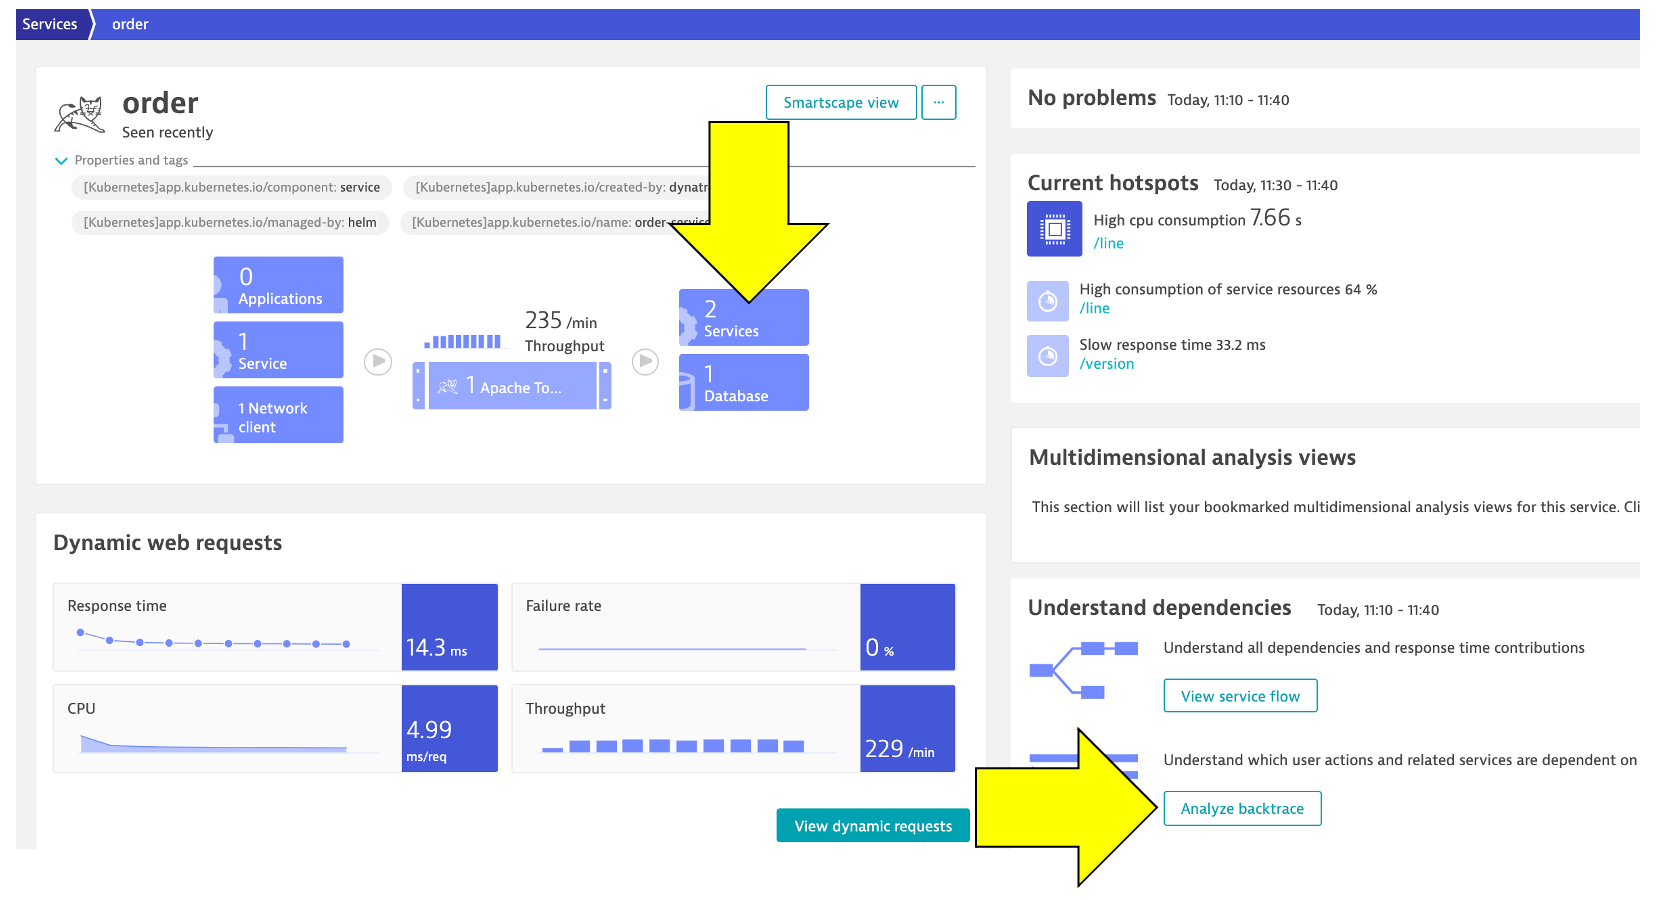 Services
order
order
Seen recently
Smartscape view
...
Properties and tags
[Kubernetes]app.kubernetes.io/component: service
[Kubernetes]app.kubernetes.io/created-by:
[Kubernetes]app.kubernetes.io/managed-by: helm
[Kubernetes]app.kubernetes.io/name: order-service
0
Applications
1
Service
1 Network
client
235 /min
Throughput
1 Apache To...
2
Services
1
Database
Dynamic web requests
Response time
14.3 ms
Failure rate
0 %
CPU
4.99
ms/req
Throughput
229 /min
View dynamic requests
No problems Today, 11:10 - 11:40
Current hotspots Today, 11:30 - 11:40
High cpu consumption 7.66 s
/line
High consumption of service resources 64 %
/line
Slow response time 33.2 ms
/version
Multidimensional analysis views
This section will list your bookmarked multidimensional analysis views for this service. Cli
Understand dependencies Today, 11:10 - 11:40
Understand all dependencies and response time contributions
View service flow
Understand which user actions and related services are dependent on
Analyze backtrace